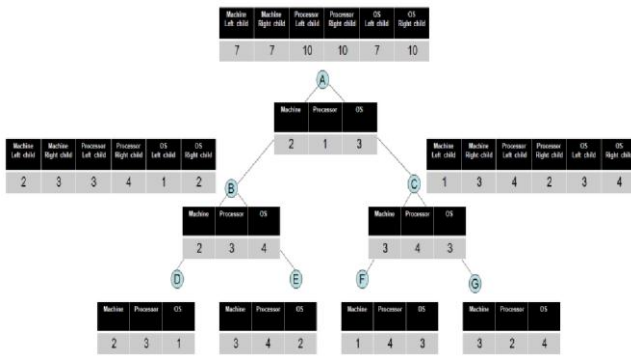 Machine Left child Machine Right child Processor Left child Processor Right child OS Left child OS Right child
7 7 10 10 7 10
A
Machine Processor OS
2 1 3
Machine Left child Machine Right child Processor Left child Processor Right child OS Left child OS Right child
2 3 3 4 1 2
Machine Left child Machine Right child Processor Left child Processor Right child OS Left child OS Right child
1 3 4 2 3 4
B
C
Machine Processor OS
2 3 4
Machine Processor OS
3 4 3
D
E
F
G
Machine Processor OS
2 3 1
Machine Processor OS
3 4 2
Machine Processor OS
1 4 3
Machine Processor OS
3 2 4